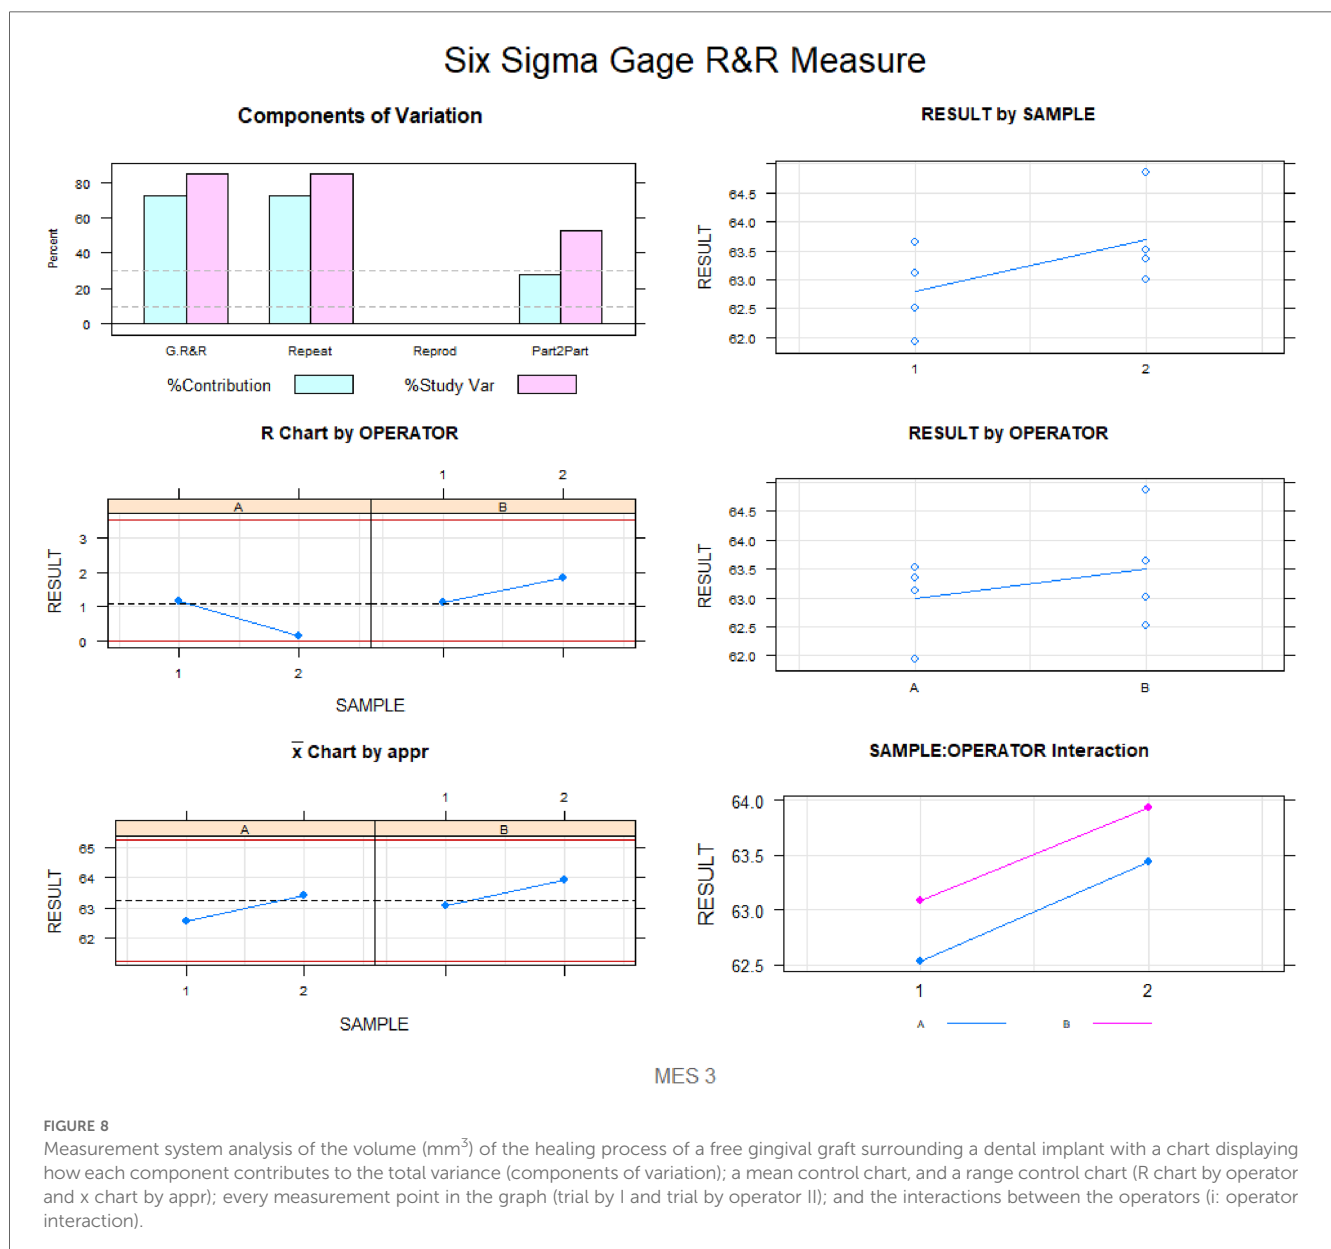 Six Sigma Gage R&R Measure
Components of Variation
80
60
40
20
0
Percent
G.R&R Repeat Reprod Part2Part
%Contribution %Study Var
RESULT by SAMPLE
64.5
64.0
63.5
63.0
62.5
62.0
RESULT
1 2
R Chart by OPERATOR
1 2
A B
3
2
1
0
RESULT
1 2
SAMPLE
RESULT by OPERATOR
64.5
64.0
63.5
63.0
62.5
62.0
RESULT
A B
x Chart by appr
1 2
A B
65
64
63
62
RESULT
1 2
SAMPLE
SAMPLE:OPERATOR Interaction
64.0
63.5
63.0
62.5
RESULT
1 2
A B
MES 3
FIGURE 8
Measurement system analysis of the volume (mm³) of the healing process of a free gingival graft surrounding a dental implant with a chart displaying
how each component contributes to the total variance (components of variation); a mean control chart, and a range control chart (R chart by operator
and x chart by appr); every measurement point in the graph (trial by I and trial by operator II); and the interactions between the operators (i: operator
interaction).